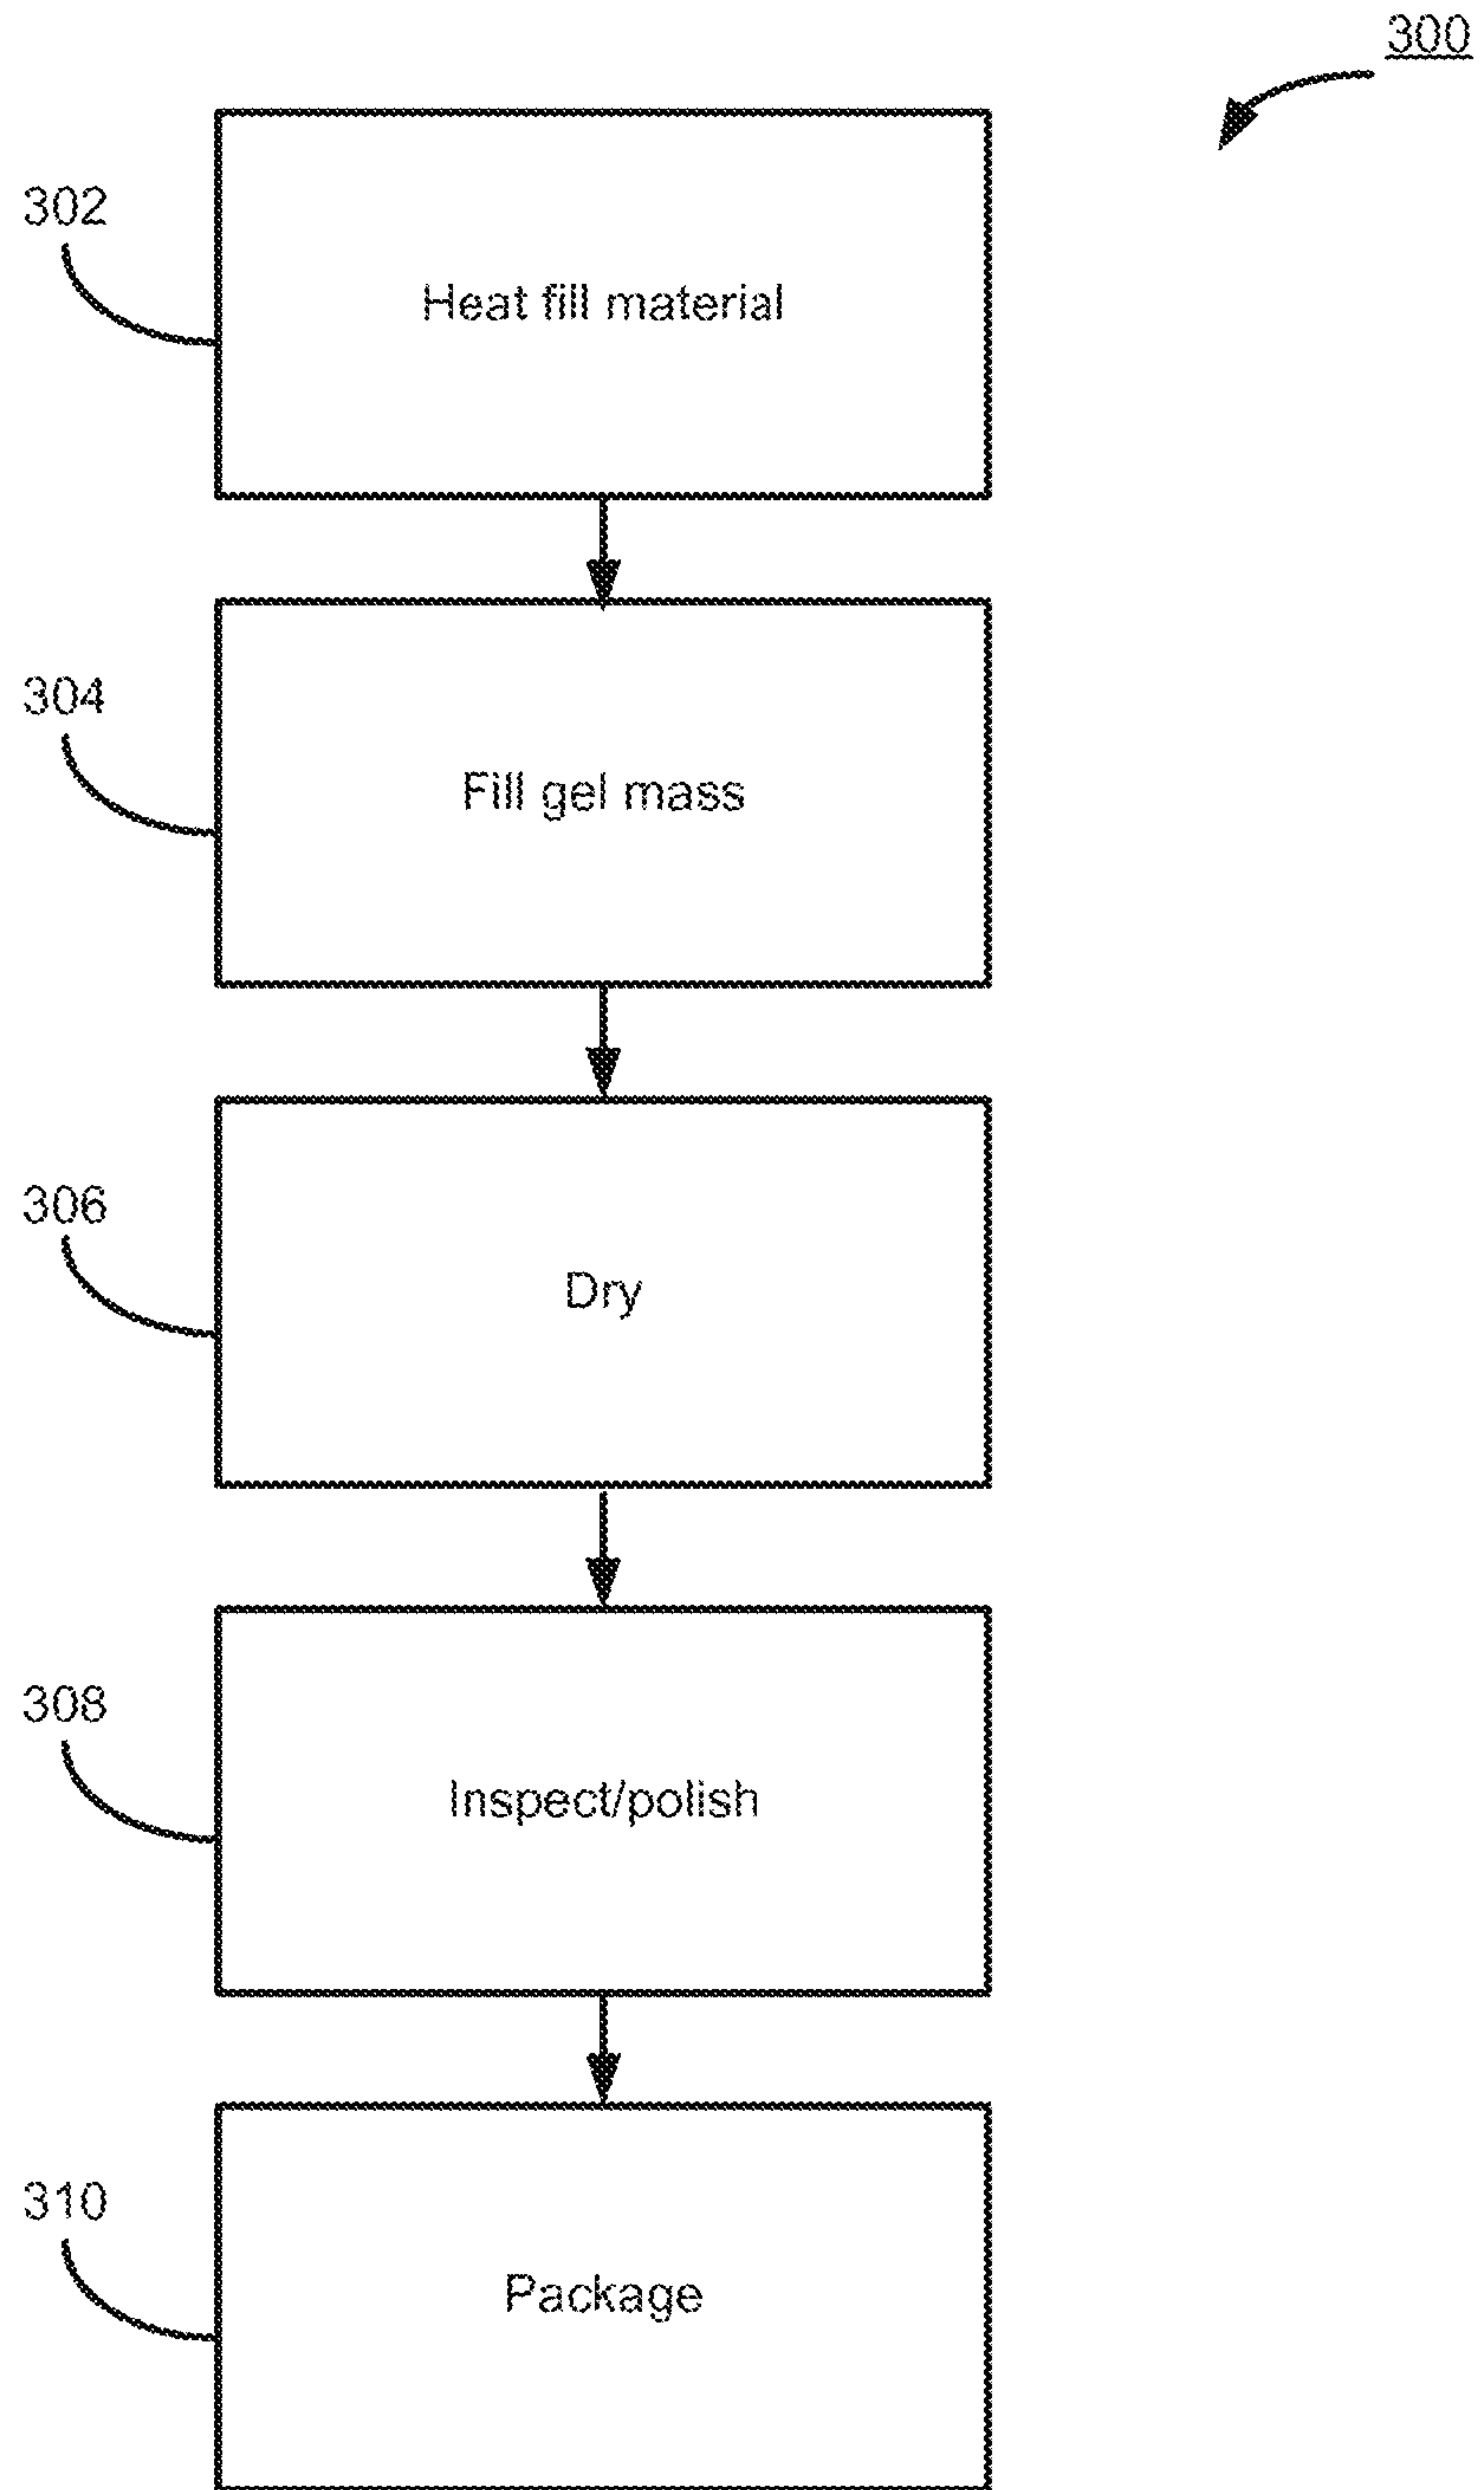 300
302
Heat fill material
304
Fill gel mass
306
Dry
308
Inspect/polish
310
Package